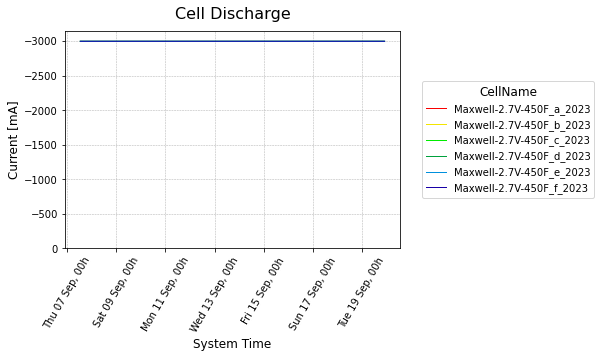 Cell Discharge
−3000
−2500
−2000
−1500
−1000
−500
0
Current [mA]
Thu 07 Sep, 00h
Sat 09 Sep, 00h
Mon 11 Sep, 00h
Wed 13 Sep, 00h
Fri 15 Sep, 00h
Sun 17 Sep, 00h
Tue 19 Sep, 00h
System Time
CellName
Maxwell-2.7V-450F_a_2023
Maxwell-2.7V-450F_b_2023
Maxwell-2.7V-450F_c_2023
Maxwell-2.7V-450F_d_2023
Maxwell-2.7V-450F_e_2023
Maxwell-2.7V-450F_f_2023